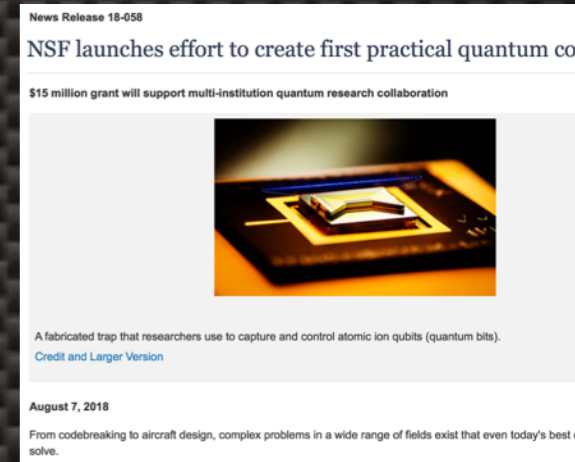 News Release 18-058
NSF launches effort to create first practical quantum co
$15 million grant will support multi-institution quantum research collaboration
A fabricated trap that researchers use to capture and control atomic ion qubits (quantum bits).
Credit and Larger Version
August 7, 2018
From codebreaking to aircraft design, complex problems in a wide range of fields exist that even today's best
solve.